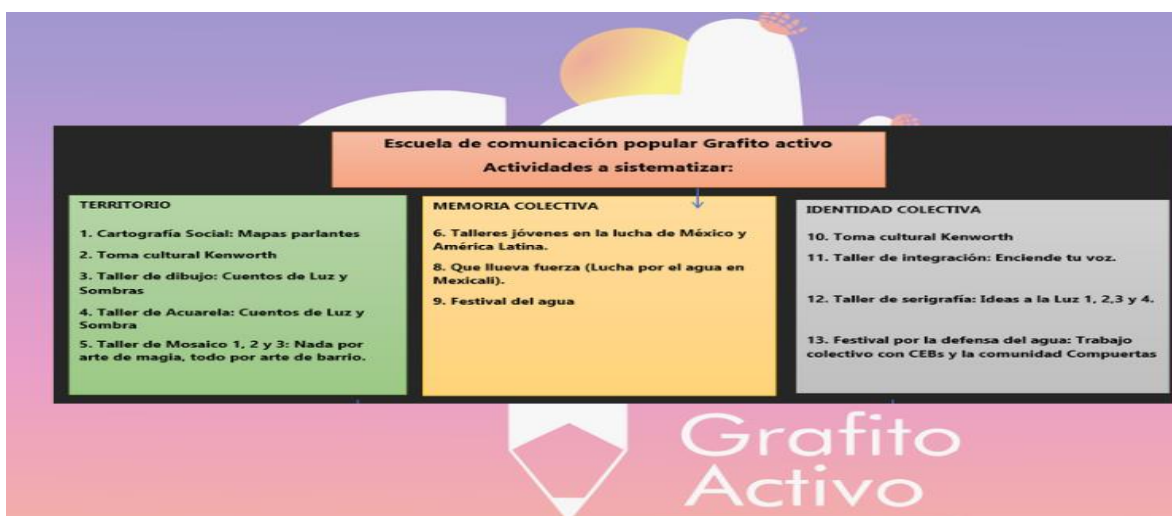 Escuela de comunicación popular Grafito activo
Actividades a sistematizar:
TERRITORIO
1. Cartografía Social: Mapas parlantes
2. Toma cultural Kenworth
3. Taller de dibujo: Cuentos de Luz y
Sombras
4. Taller de Acuarela: Cuentos de Luz y
Sombra
5. Taller de Mosaico 1, 2 y 3: Nada por
arte de magia, todo por arte de barrio.
MEMORIA COLECTIVA
6. Talleres jóvenes en la lucha de México y
América Latina.
8. Que llueva fuerza (Lucha por el agua en
Mexicali).
9. Festival del agua
IDENTIDAD COLECTIVA
10. Toma cultural Kenworth
11. Taller de integración: Enciende tu voz.
12. Taller de serigrafía: Ideas a la Luz 1, 2,3 y 4.
13. Festival por la defensa del agua: Trabajo
colectivo con CEBs y la comunidad Compuertas
Grafito
Activo